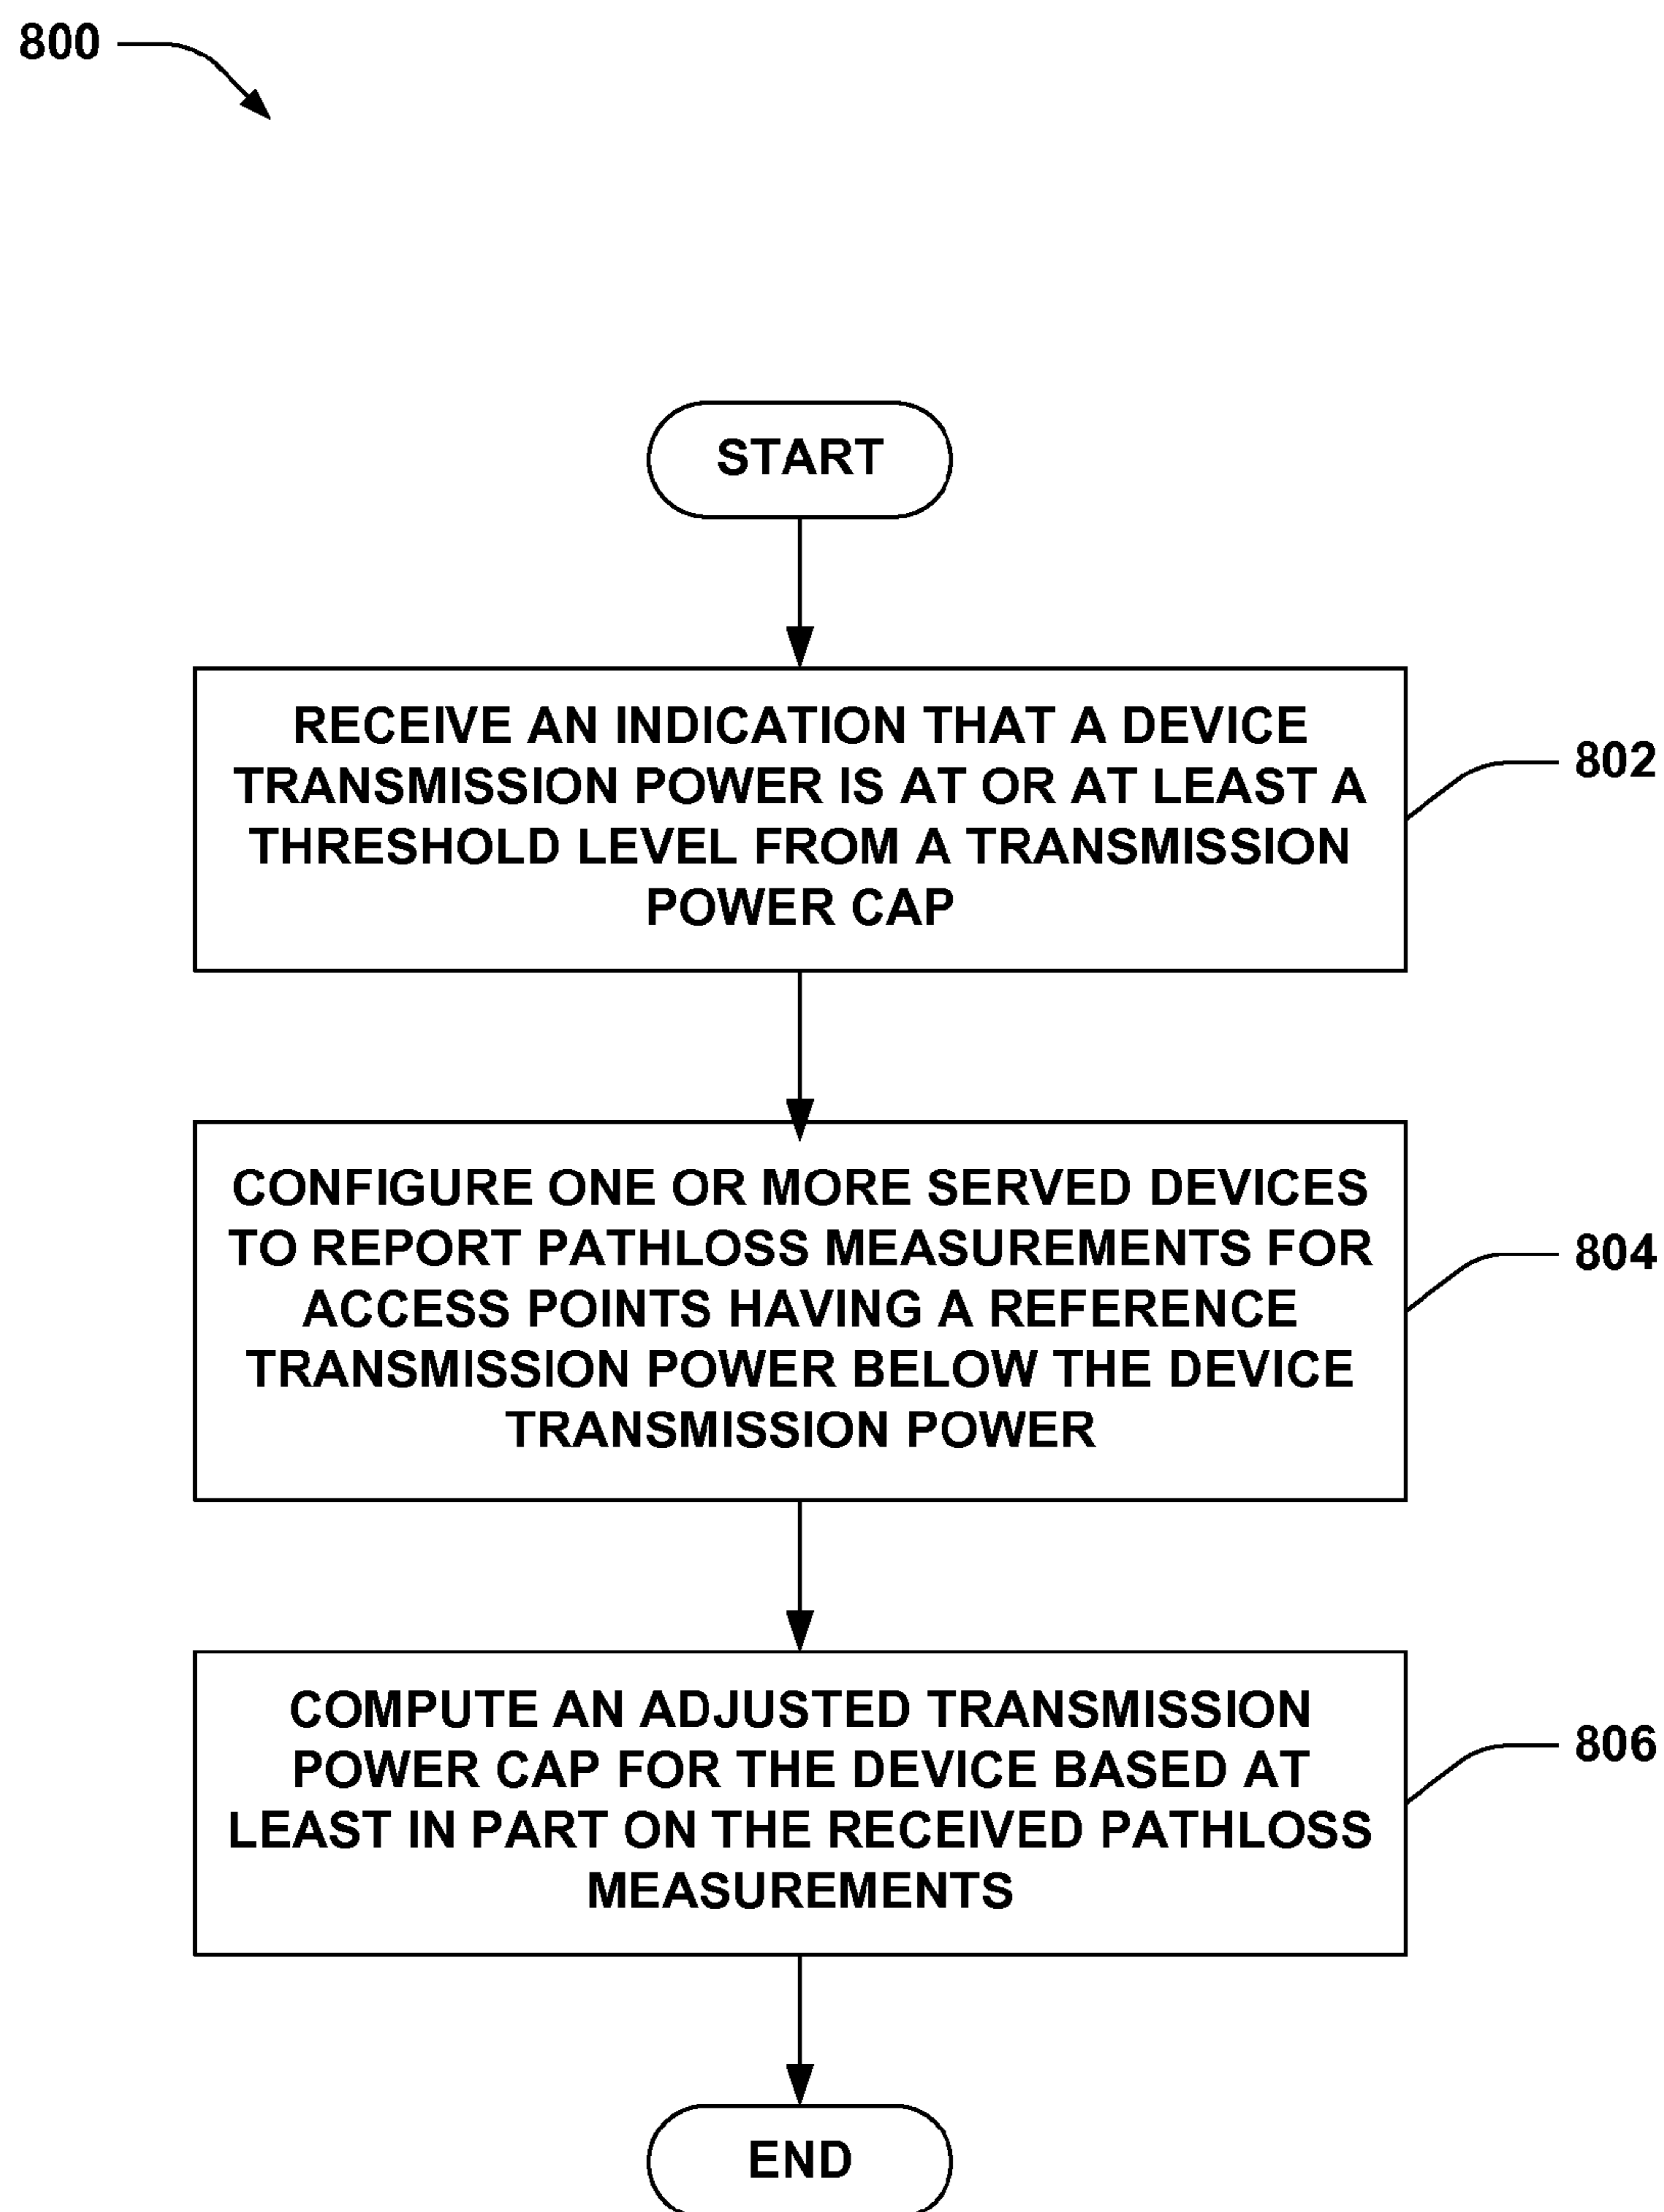 800
START
RECEIVE AN INDICATION THAT A DEVICE
TRANSMISSION POWER IS AT OR AT LEAST A
THRESHOLD LEVEL FROM A TRANSMISSION
POWER CAP
802
CONFIGURE ONE OR MORE SERVED DEVICES
TO REPORT PATHLOSS MEASUREMENTS FOR
ACCESS POINTS HAVING A REFERENCE
TRANSMISSION POWER BELOW THE DEVICE
TRANSMISSION POWER
804
COMPUTE AN ADJUSTED TRANSMISSION
POWER CAP FOR THE DEVICE BASED AT
LEAST IN PART ON THE RECEIVED PATHLOSS
MEASUREMENTS
806
END